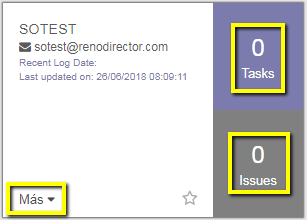 SOTEST
sotest@renodirector.com
Recent Log Date:
Last updated on: 26/06/2018 08:09:11
0
Tasks
0
Issues
Más